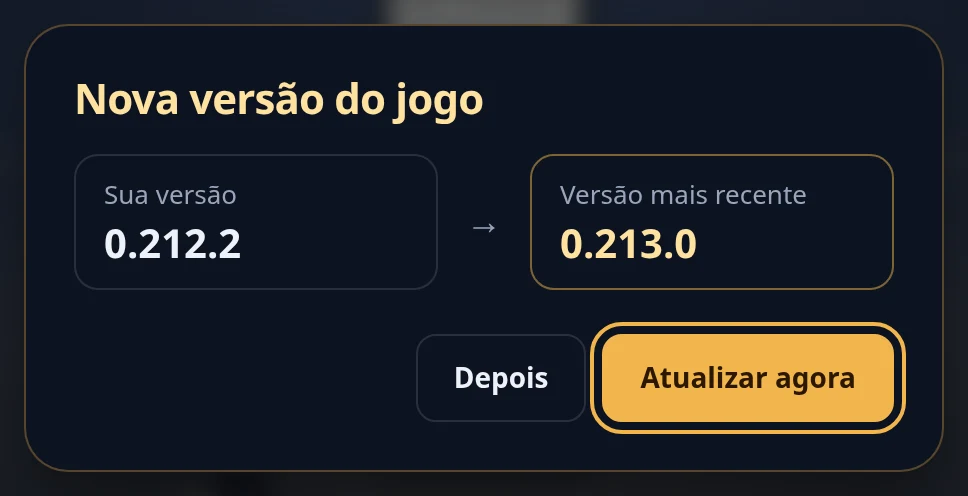 Nova versão do jogo
Sua versão
0.212.2
→
Versão mais recente
0.213.0
Depois
Atualizar agora